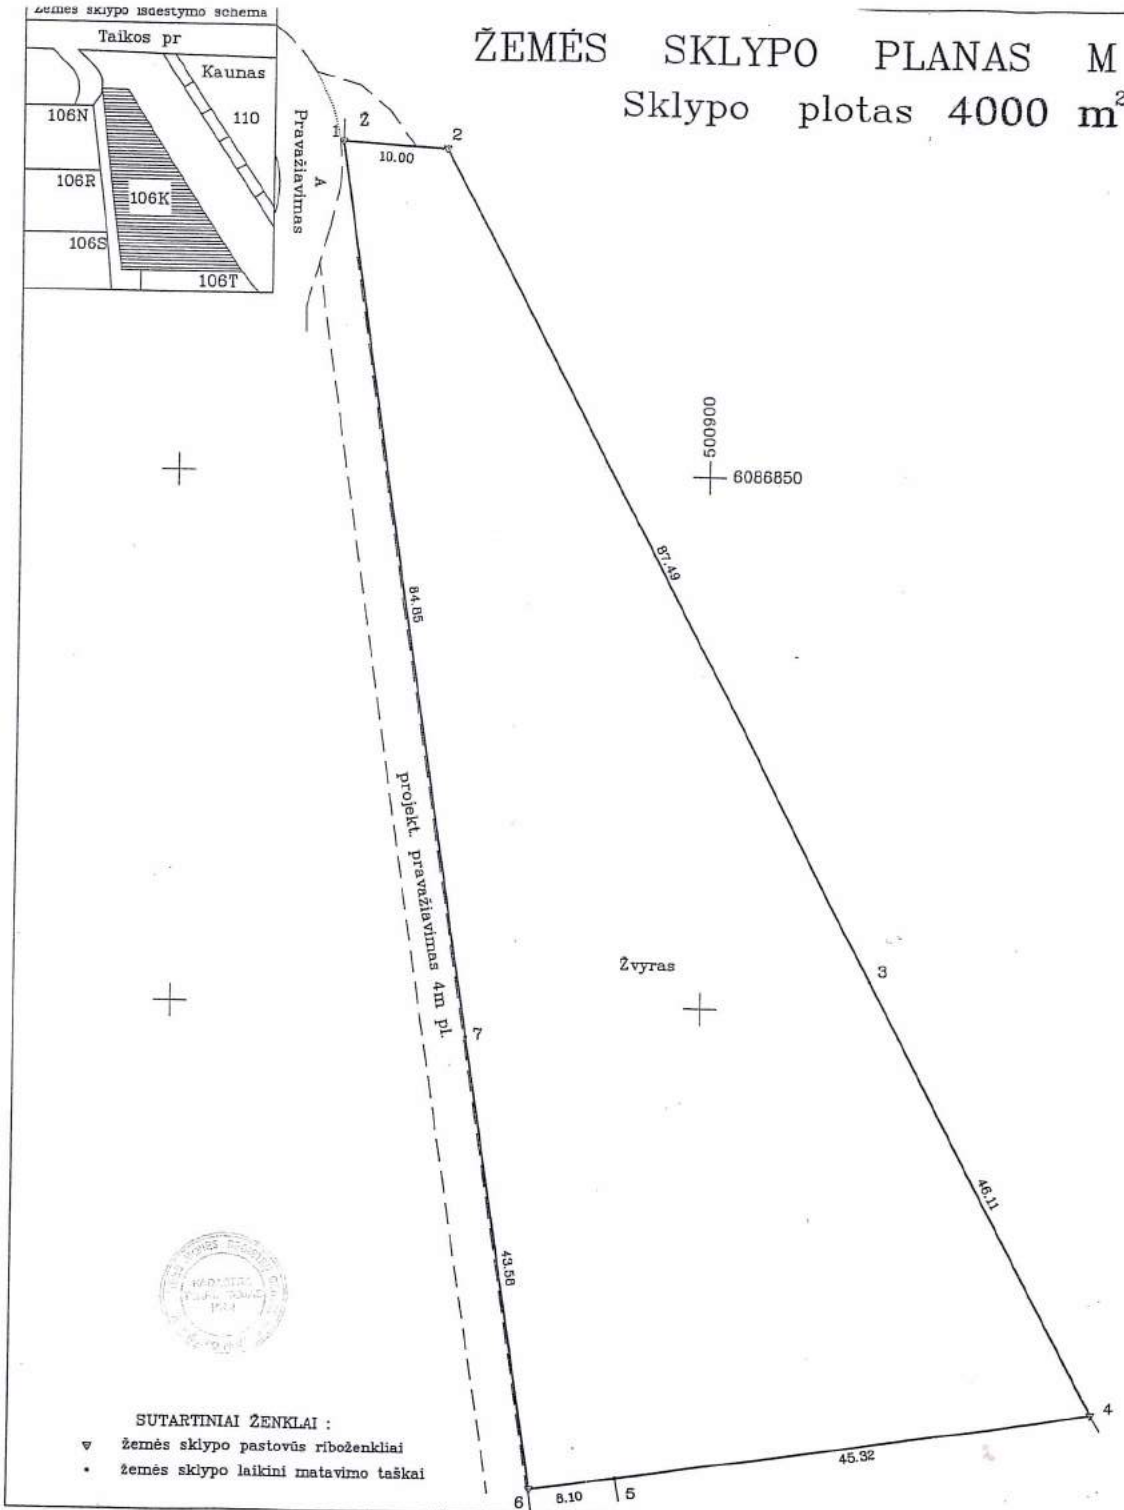 Žemės sklypo išdėstymo schema
Taikos pr
Kaunas
106N
110
106R
106K
106S
106T
ŽEMĖS SKLYPO PLANAS M
Sklypo plotas 4000 m²
Pravažiavimas
A
1
Ž
2
10.00
500900
6086850
87.49
84.85
projekt. pravažiavimas 4m pl.
Žvyras
3
7
46.11
43.58
4
45.32
8.10
5
6
SUTARTINIAI ŽENKLAI :
žemės sklypo pastovūs riboženkliai
žemės sklypo laikini matavimo taškai